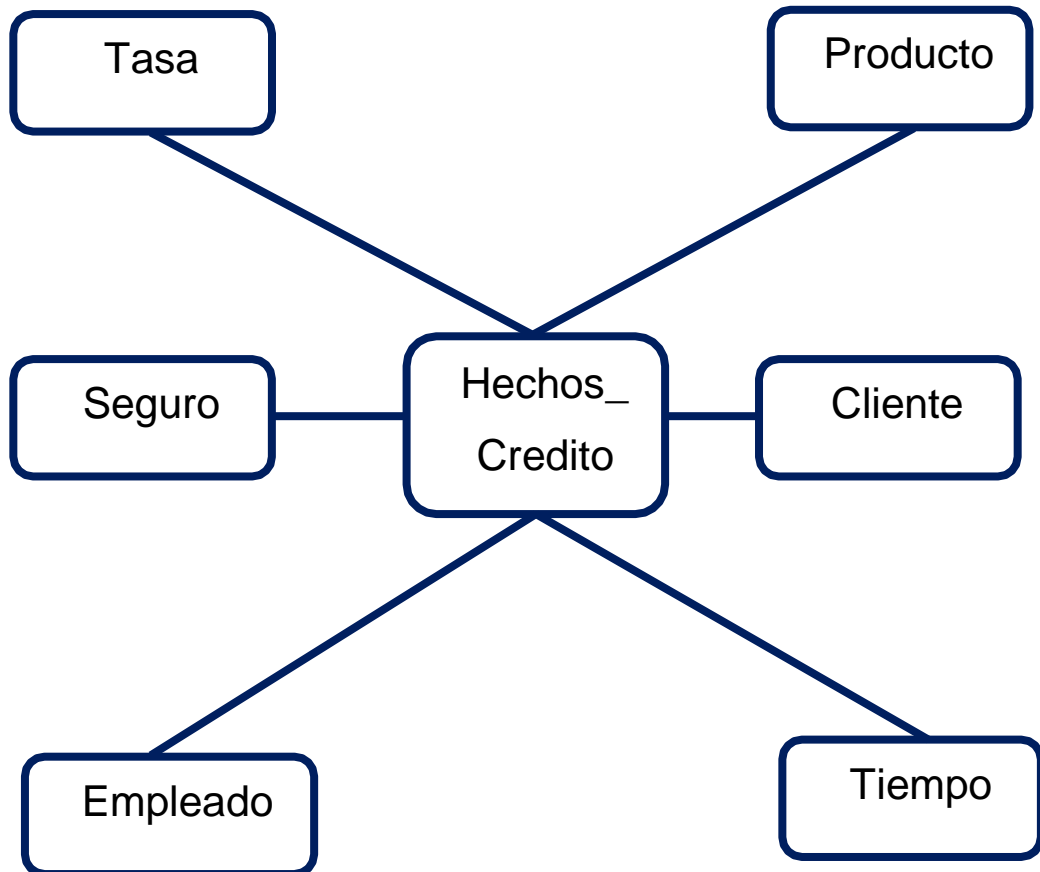 Tasa
Producto
Seguro
Hechos_
Credito
Cliente
Empleado
Tiempo